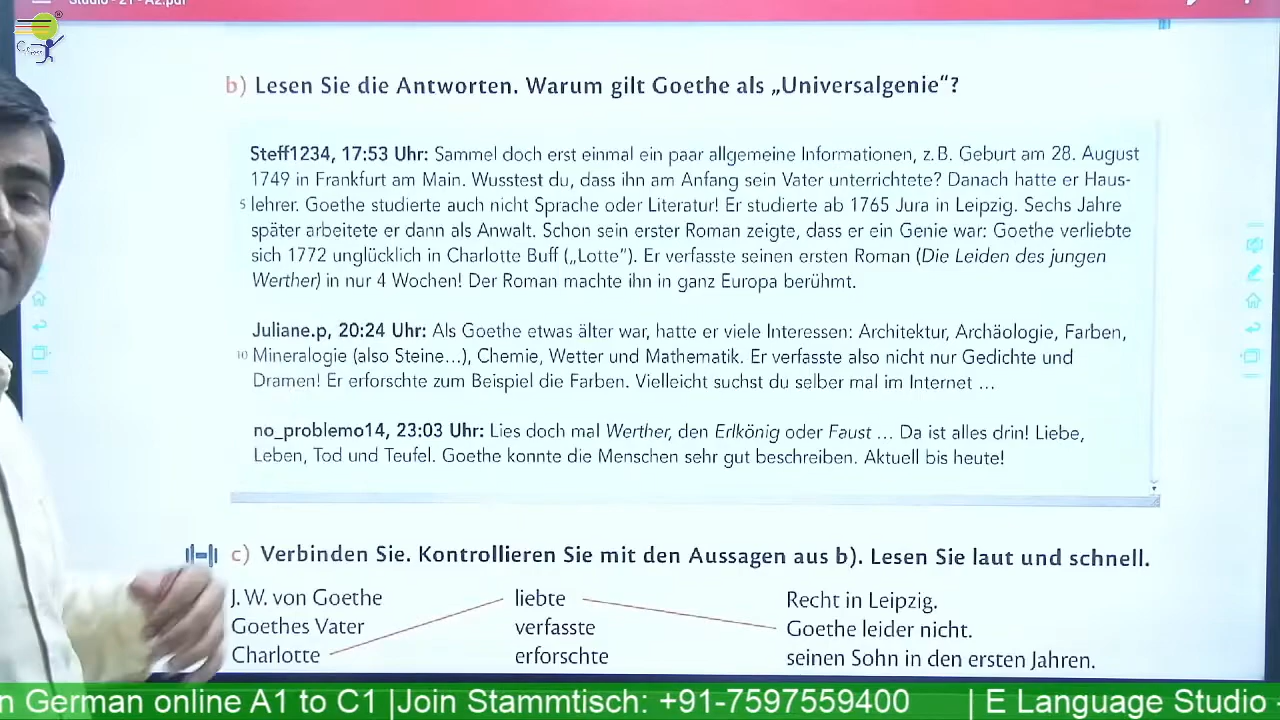 Studio - 21 - A2.pdf
b) Lesen Sie die Antworten. Warum gilt Goethe als „Universalgenie“?
Steff1234, 17:53 Uhr: Sammel doch erst einmal ein paar allgemeine Informationen, z. B. Geburt am 28. August
1749 in Frankfurt am Main. Wusstest du, dass ihn am Anfang sein Vater unterrichtete? Danach hatte er Haus-
5 lehrer. Goethe studierte auch nicht Sprache oder Literatur! Er studierte ab 1765 Jura in Leipzig. Sechs Jahre
später arbeitete er dann als Anwalt. Schon sein erster Roman zeigte, dass er ein Genie war: Goethe verliebte
sich 1772 unglücklich in Charlotte Buff („Lotte“). Er verfasste seinen ersten Roman (Die Leiden des jungen
Werther) in nur 4 Wochen! Der Roman machte ihn in ganz Europa berühmt.
Juliane.p, 20:24 Uhr: Als Goethe etwas älter war, hatte er viele Interessen: Architektur, Archäologie, Farben,
10 Mineralogie (also Steine...), Chemie, Wetter und Mathematik. Er verfasste also nicht nur Gedichte und
Dramen! Er erforschte zum Beispiel die Farben. Vielleicht suchst du selber mal im Internet ...
no_problemo14, 23:03 Uhr: Lies doch mal Werther, den Erlkönig oder Faust ... Da ist alles drin! Liebe,
Leben, Tod und Teufel. Goethe konnte die Menschen sehr gut beschreiben. Aktuell bis heute!
c) Verbinden Sie. Kontrollieren Sie mit den Aussagen aus b). Lesen Sie laut und schnell.
J. W. von Goethe liebte Recht in Leipzig.
Goethes Vater verfasste Goethe leider nicht.
Charlotte erforschte seinen Sohn in den ersten Jahren.
n German online A1 to C1 |Join Stammtisch: +91-7597559400 | E Language Studio